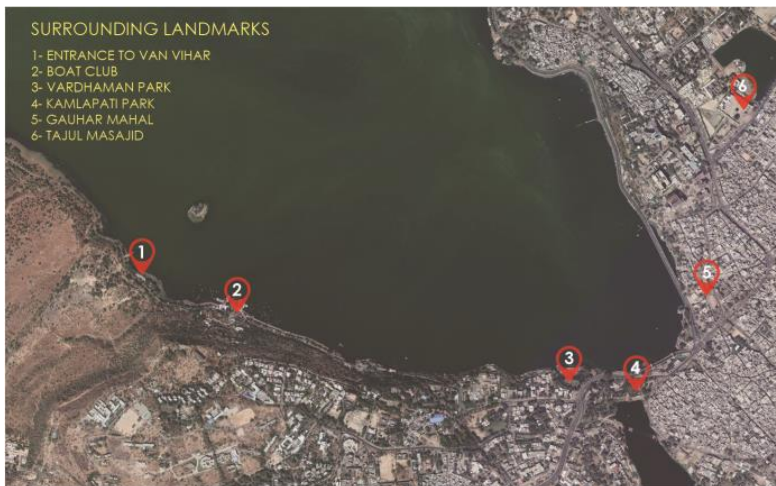 SURROUNDING LANDMARKS
1- ENTRANCE TO VAN VIHAR
2- BOAT CLUB
3- VARDHAMAN PARK
4- KAMLAPATI PARK
5- GAUHAR MAHAL
6- TAJUL MASAJID
6
1
5
2
3
4